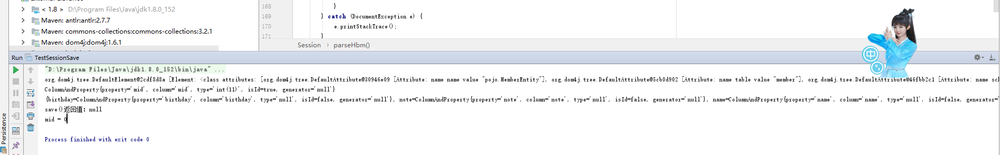 < 1.8 > D:\Program Files\Java\jdk1.8.0_152
Maven: antlr:antlr:2.7.7
Maven: commons-collections:commons-collections:3.2.1
Maven: dom4j:dom4j:1.6.1
168 }
169 } catch (DocumentException e) {
170 e.printStackTrace();
171 }
Session > parseHbm()
中
Run TestSessionSave
"D:\Program Files\Java\jdk1.8.0_152\bin\java" ...
org.dom4j.tree.DefaultElement@2cdf8d8a [Element: <class attributes: [org.dom4j.tree.DefaultAttribute@30946e09 [Attribute: name name value "pojo.MemberEntity"], org.dom4j.tree.DefaultAttribute@5cb0d902 [Attribute: name table value "member"], org.dom4j.tree.DefaultAttribute@46fbb2c1 [Attribute: name sc
ColumnAndProperty{property='mid', column='mid', type='int(11)', isId=true, generator='null'}
{birthday=ColumnAndProperty{property='birthday', column='birthday', type='null', isId=false, generator='null'}, note=ColumnAndProperty{property='note', column='note', type='null', isId=false, generator='null'}, name=ColumnAndProperty{property='name', column='name', type='null', isId=false, generator='
save()返回值：null
mid = 0
Process finished with exit code 0
Persistence